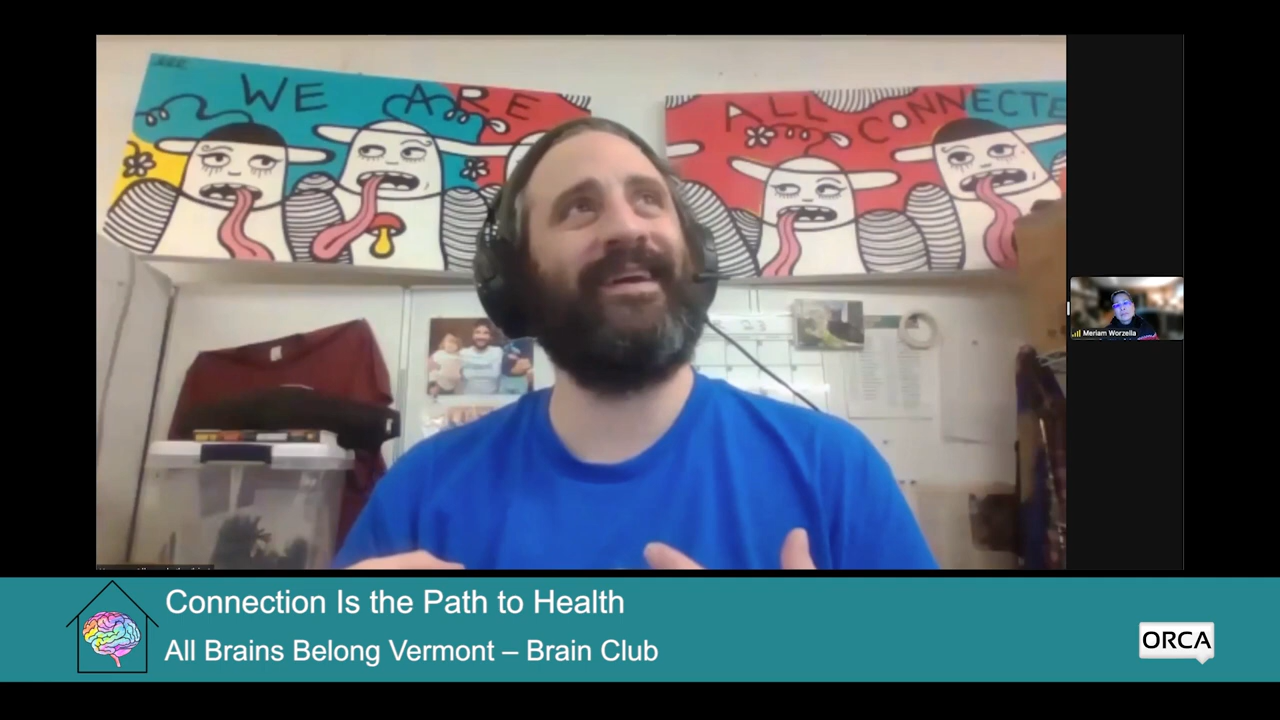 WE ARE
ALL CONNECTE
23
Meriam Worzella
Connection Is the Path to Health
All Brains Belong Vermont – Brain Club
ORCA